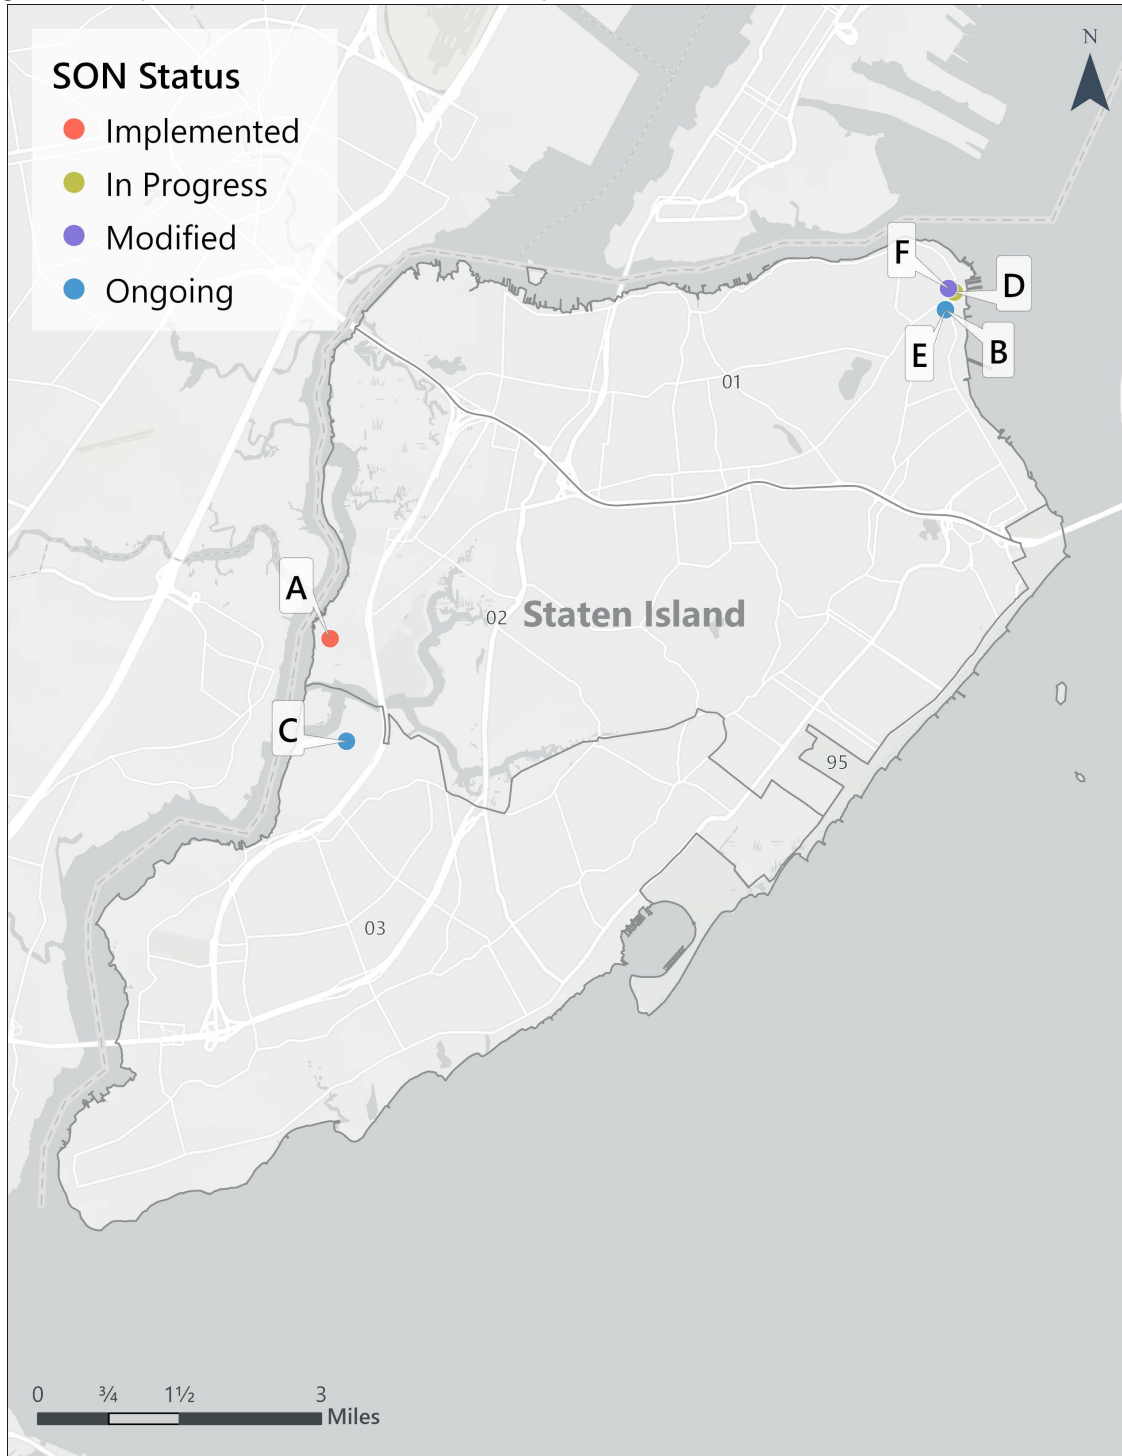 SON Status
Implemented
In Progress
Modified
Ongoing
N
F
D
E
B
01
A
02
Staten Island
C
95
03
0 ¾ 1½ 3
Miles